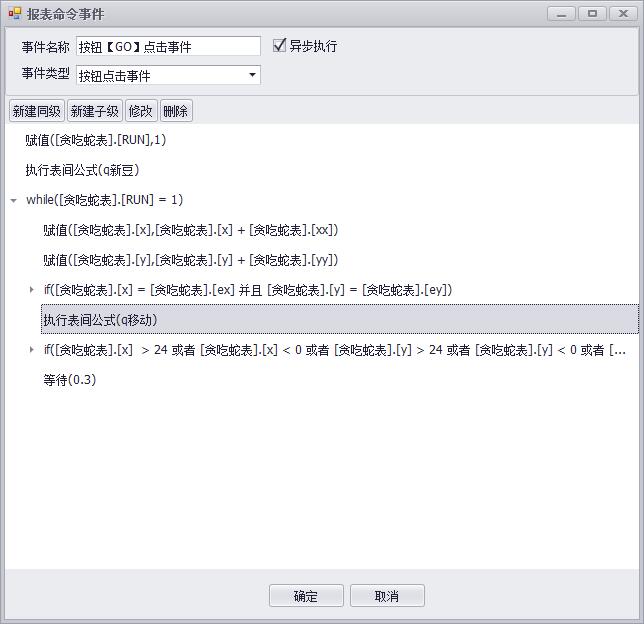 报表命令事件
事件名称 按钮【GO】点击事件 异步执行
事件类型 按钮点击事件
新建同级 新建子级 修改 删除
赋值([贪吃蛇表].[RUN],1)
执行表间公式(q新豆)
while([贪吃蛇表].[RUN] = 1)
赋值([贪吃蛇表].[x],[贪吃蛇表].[x] + [贪吃蛇表].[xx])
赋值([贪吃蛇表].[y],[贪吃蛇表].[y] + [贪吃蛇表].[yy])
if([贪吃蛇表].[x] = [贪吃蛇表].[ex] 并且 [贪吃蛇表].[y] = [贪吃蛇表].[ey])
执行表间公式(q移动)
if([贪吃蛇表].[x] > 24 或者 [贪吃蛇表].[x] < 0 或者 [贪吃蛇表].[y] > 24 或者 [贪吃蛇表].[y] < 0 或者 [...
等待(0.3)
确定 取消